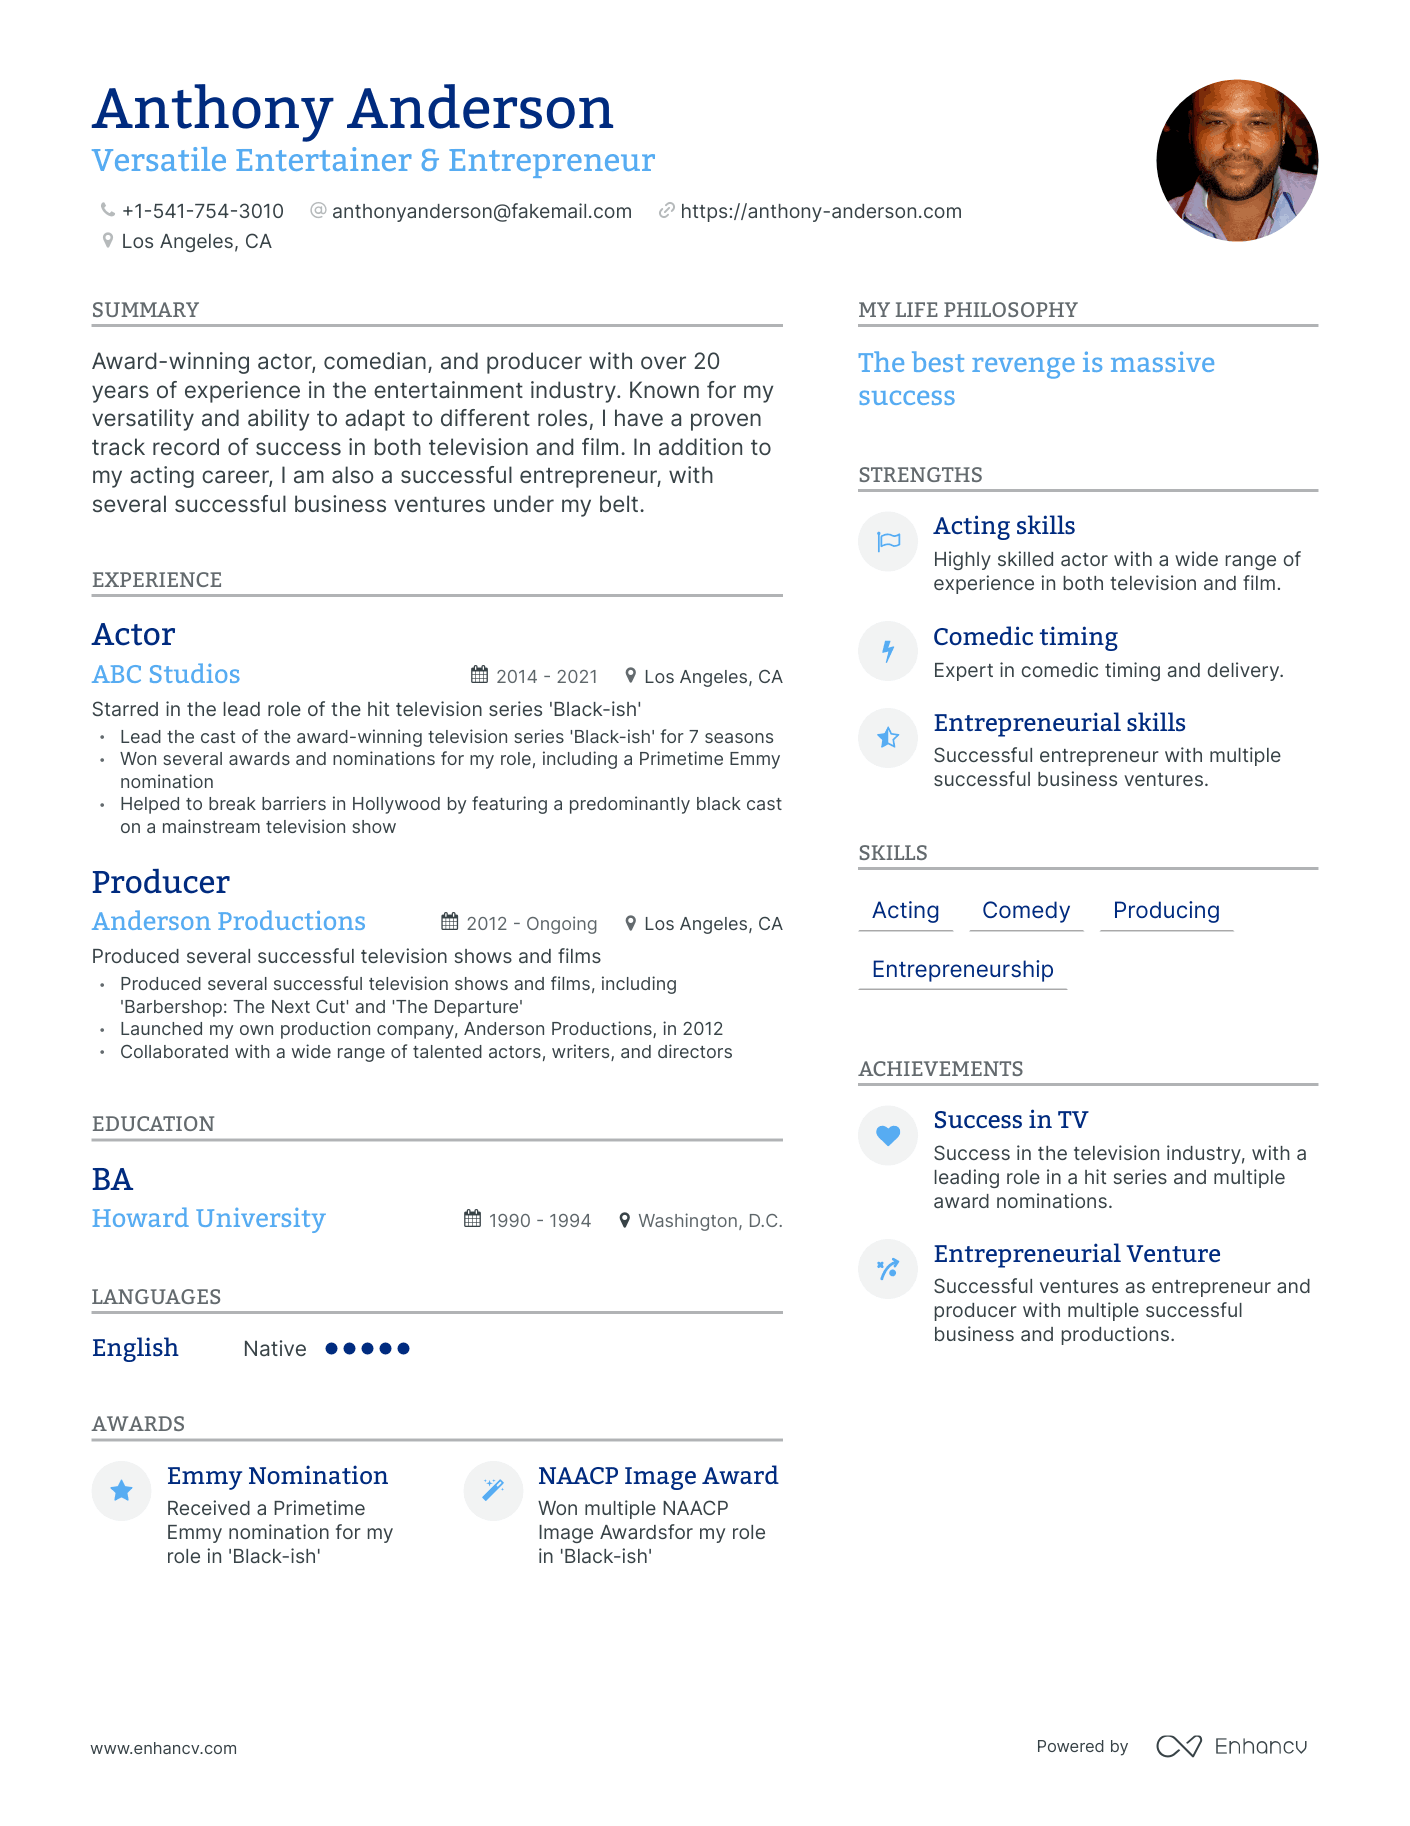 Anthony Anderson
Versatile Entertainer & Entrepreneur
+1-541-754-3010 anthonyanderson@fakemail.com https://anthony-anderson.com
Los Angeles, CA
SUMMARY
Award-winning actor, comedian, and producer with over 20
years of experience in the entertainment industry. Known for my
versatility and ability to adapt to different roles, I have a proven
track record of success in both television and film. In addition to
my acting career, I am also a successful entrepreneur, with
several successful business ventures under my belt.
EXPERIENCE
Actor
ABC Studios 2014 - 2021 Los Angeles, CA
Starred in the lead role of the hit television series 'Black-ish'
• Lead the cast of the award-winning television series 'Black-ish' for 7 seasons
• Won several awards and nominations for my role, including a Primetime Emmy
nomination
• Helped to break barriers in Hollywood by featuring a predominantly black cast
on a mainstream television show
Producer
Anderson Productions 2012 - Ongoing Los Angeles, CA
Produced several successful television shows and films
• Produced several successful television shows and films, including
'Barbershop: The Next Cut' and 'The Departure'
• Launched my own production company, Anderson Productions, in 2012
• Collaborated with a wide range of talented actors, writers, and directors
EDUCATION
BA
Howard University 1990 - 1994 Washington, D.C.
LANGUAGES
English Native
AWARDS
Emmy Nomination
Received a Primetime
Emmy nomination for my
role in 'Black-ish'
NAACP Image Award
Won multiple NAACP
Image Awardsfor my role
in 'Black-ish'
MY LIFE PHILOSOPHY
The best revenge is massive
success
STRENGTHS
Acting skills
Highly skilled actor with a wide range of
experience in both television and film.
Comedic timing
Expert in comedic timing and delivery.
Entrepreneurial skills
Successful entrepreneur with multiple
successful business ventures.
SKILLS
Acting Comedy Producing
Entrepreneurship
ACHIEVEMENTS
Success in TV
Success in the television industry, with a
leading role in a hit series and multiple
award nominations.
Entrepreneurial Venture
Successful ventures as entrepreneur and
producer with multiple successful
business and productions.
www.enhancv.com
Powered by Enhancv